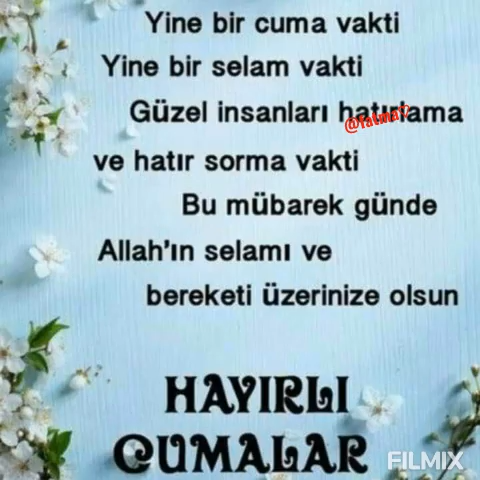 Yine bir cuma vakti
Yine bir selam vakti
Güzel insanları hatırlama
@fatma♡
ve hatır sorma vakti
Bu mübarek günde
Allah'ın selamı ve
bereketi üzerinize olsun
HAYIRLI
CUMALAR
FILMIX